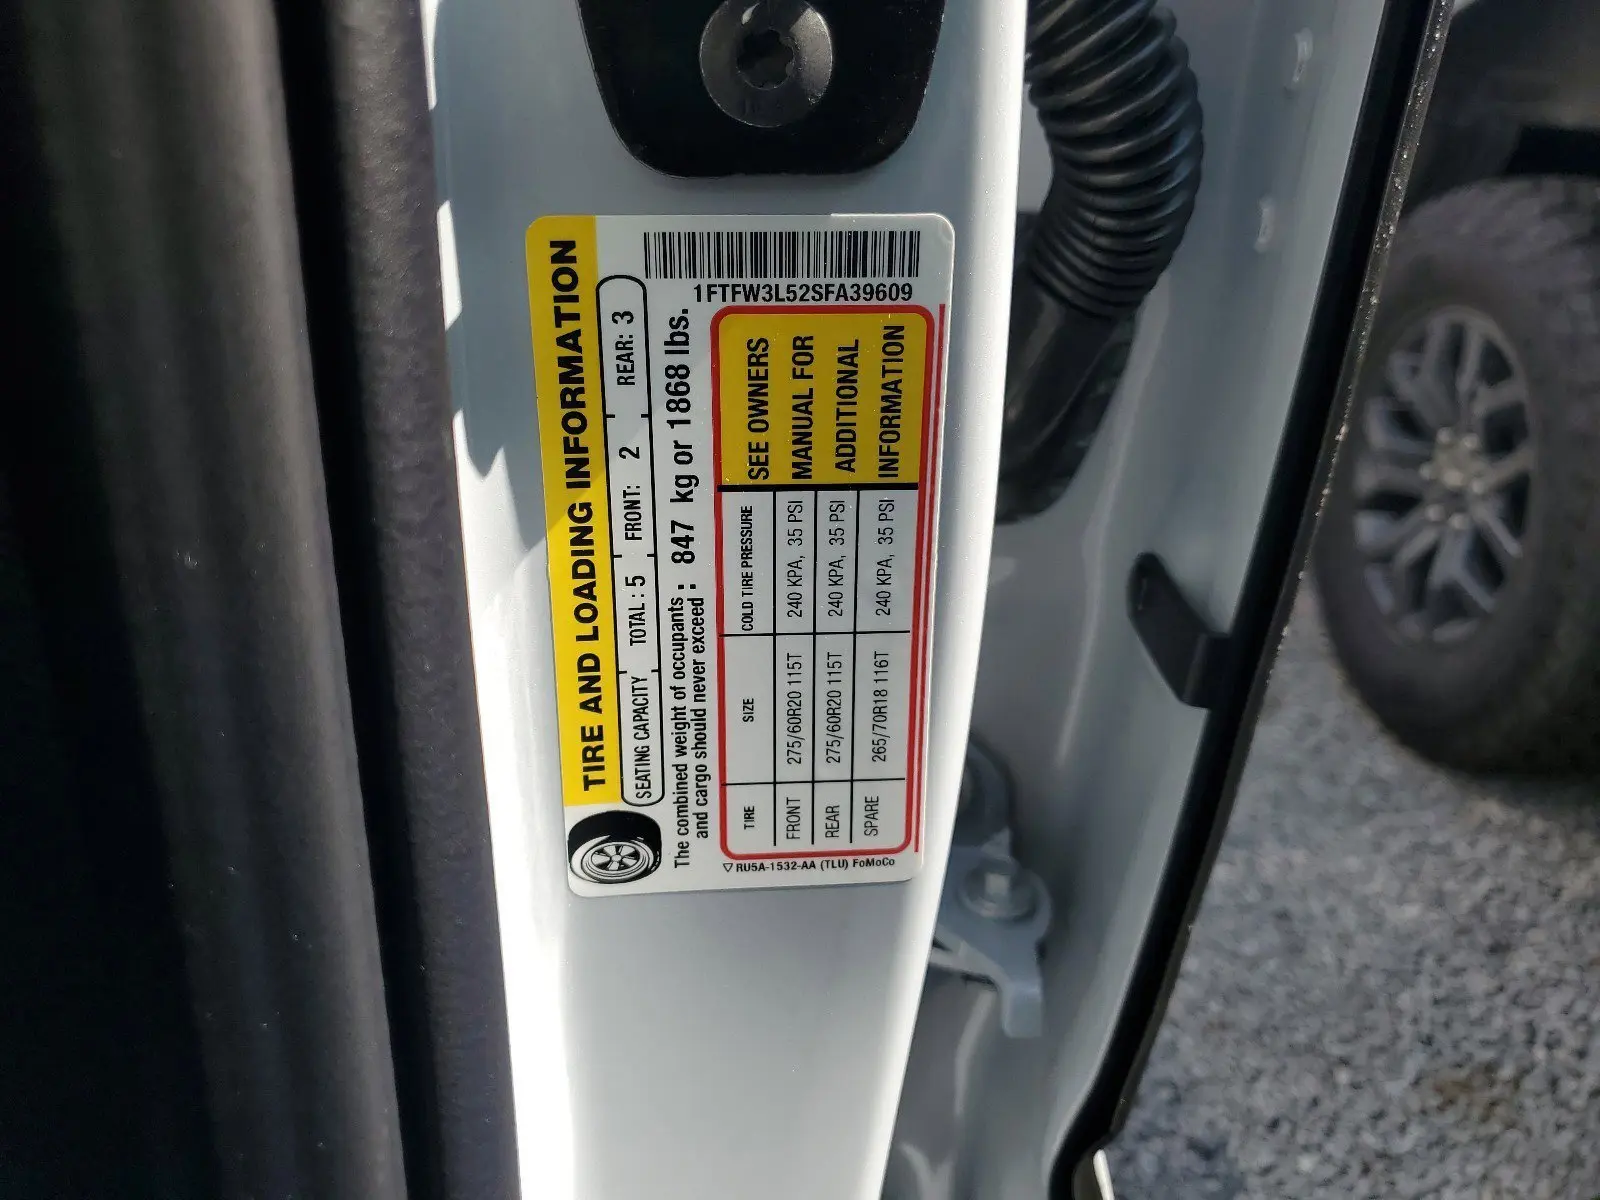 TIRE AND LOADING INFORMATION
SEATING CAPACITY TOTAL : 5 FRONT: 2 REAR: 3
The combined weight of occupants
and cargo should never exceed : 847 kg or 1868 lbs.
1FTFW3L52SFA39609
TIRE SIZE COLD TIRE PRESSURE
FRONT 275/60R20 115T 240 KPA, 35 PSI
REAR 275/60R20 115T 240 KPA, 35 PSI
SPARE 265/70R18 116T 240 KPA, 35 PSI
SEE OWNERS
MANUAL FOR
ADDITIONAL
INFORMATION
RU5A-1532-AA (TLU) FoMoCo